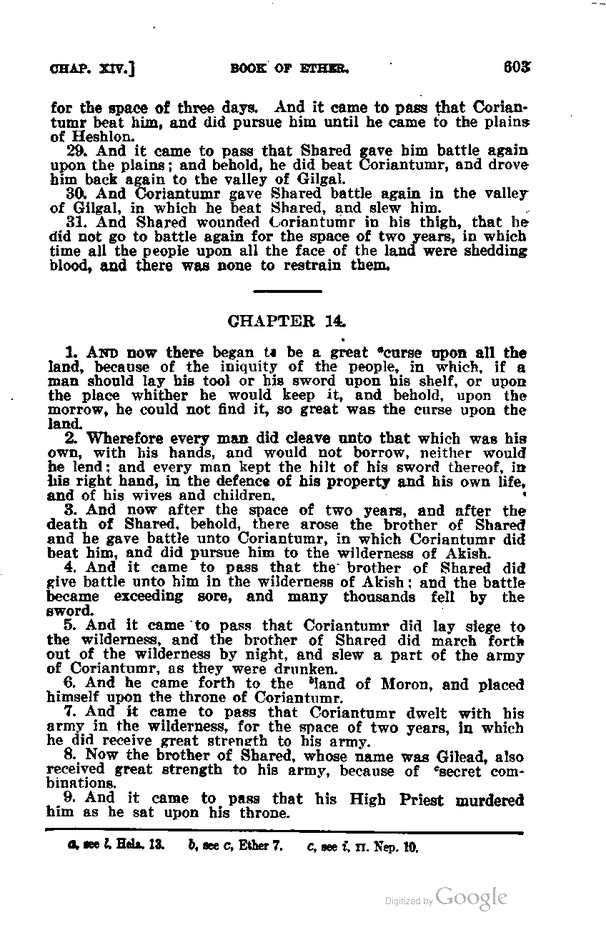 CHAP. XIV.] BOOK OF ETHER. 603
for the space of three days. And it came to pass that Corian-
tumr beat him, and did pursue him until he came to the plains
of Heshlon.
29. And it came to pass that Shared gave him battle again
upon the plains; and behold, he did beat Coriantumr, and drove
him back again to the valley of Gilgal.
30. And Coriantumr gave Shared battle again in the valley
of Gilgal, in which he beat Shared, and slew him.
31. And Shared wounded Coriantumr in his thigh, that he
did not go to battle again for the space of two years, in which
time all the people upon all the face of the land were shedding
blood, and there was none to restrain them.
CHAPTER 14.
1. AND now there began to be a great ᵃcurse upon all the
land, because of the iniquity of the people, in which, if a
man should lay his tool or his sword upon his shelf, or upon
the place whither he would keep it, and behold, upon the
morrow, he could not find it, so great was the curse upon the
land.
2. Wherefore every man did cleave unto that which was his
own, with his hands, and would not borrow, neither would
he lend; and every man kept the hilt of his sword thereof, in
his right hand, in the defence of his property and his own life,
and of his wives and children.
3. And now after the space of two years, and after the
death of Shared, behold, there arose the brother of Shared
and he gave battle unto Coriantumr, in which Coriantumr did
beat him, and did pursue him to the wilderness of Akish.
4. And it came to pass that the brother of Shared did
give battle unto him in the wilderness of Akish; and the battle
became exceeding sore, and many thousands fell by the
sword.
5. And it came to pass that Coriantumr did lay siege to
the wilderness, and the brother of Shared did march forth
out of the wilderness by night, and slew a part of the army
of Coriantumr, as they were drunken.
6. And he came forth to the ᵇland of Moron, and placed
himself upon the throne of Coriantumr.
7. And it came to pass that Coriantumr dwelt with his
army in the wilderness, for the space of two years, in which
he did receive great strength to his army.
8. Now the brother of Shared, whose name was Gilead, also
received great strength to his army, because of ᶜsecret com-
binations.
9. And it came to pass that his High Priest murdered
him as he sat upon his throne.
a, see l, Hela. 13. b, see c, Ether 7. c, see i, II. Nep. 10.
Digitized by Google